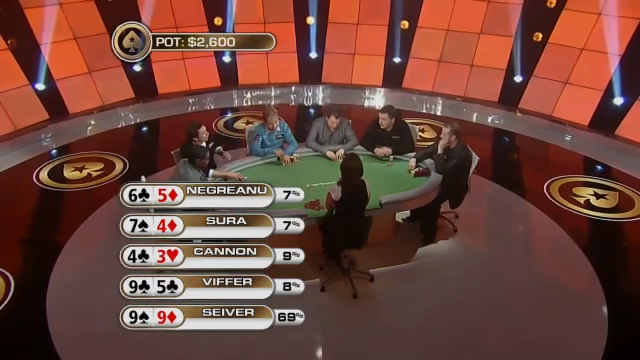 POT: $2,600
6♣ 5♦ NEGREANU 7%
7♠ 4♦ SURA 7%
4♣ 3♥ CANNON 9%
9♣ 5♣ VIFFER 8%
9♠ 9♦ SEIVER 69%